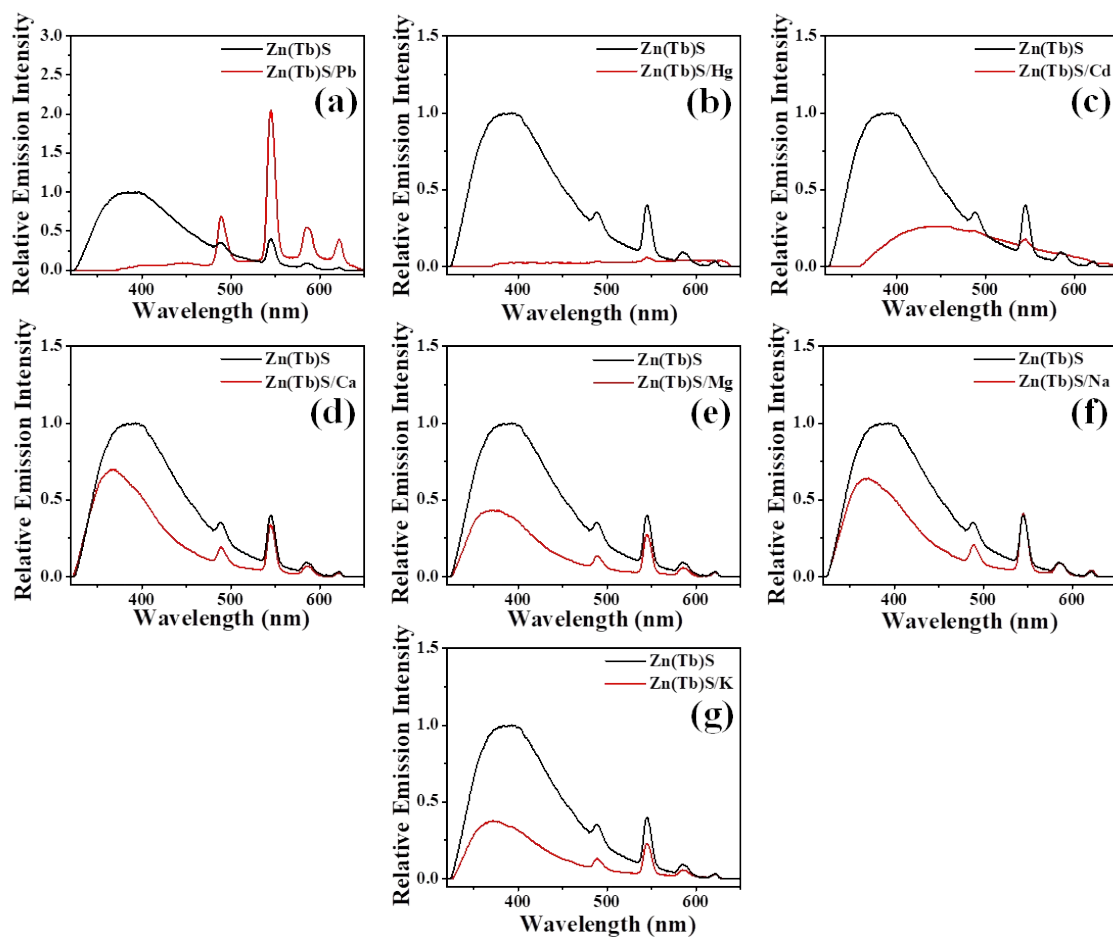 Relative Emission Intensity
3.0
2.5
2.0
1.5
1.0
0.5
0.0
Zn(Tb)S
Zn(Tb)S/Pb
(a)
400 500 600
Wavelength (nm)
Relative Emission Intensity
1.5
1.0
0.5
0.0
Zn(Tb)S
Zn(Tb)S/Hg
(b)
400 500 600
Wavelength (nm)
Relative Emission Intensity
1.5
1.0
0.5
0.0
Zn(Tb)S
Zn(Tb)S/Cd
(c)
400 500 600
Wavelength (nm)
Relative Emission Intensity
1.5
1.0
0.5
0.0
Zn(Tb)S
Zn(Tb)S/Ca
(d)
400 500 600
Wavelength (nm)
Relative Emission Intensity
1.5
1.0
0.5
0.0
Zn(Tb)S
Zn(Tb)S/Mg
(e)
400 500 600
Wavelength (nm)
Relative Emission Intensity
1.5
1.0
0.5
0.0
Zn(Tb)S
Zn(Tb)S/Na
(f)
400 500 600
Wavelength (nm)
Relative Emission Intensity
1.5
1.0
0.5
0.0
Zn(Tb)S
Zn(Tb)S/K
(g)
400 500 600
Wavelength (nm)